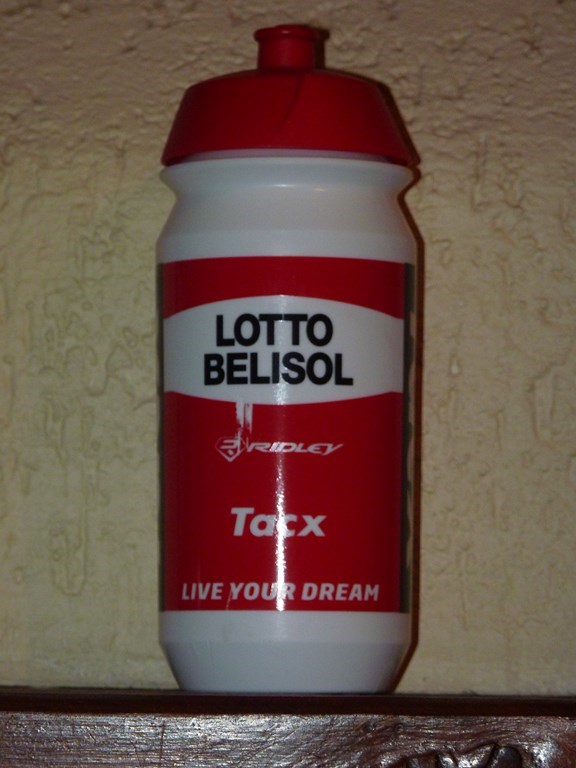 LOTTO
BELISOL
RIDLEY
Tacx
LIVE YOUR DREAM